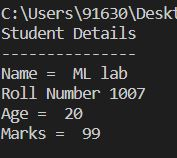 C:\Users\91630\Deskt
Student Details
---------------
Name =  ML lab
Roll Number 1007
Age =  20
Marks =  99